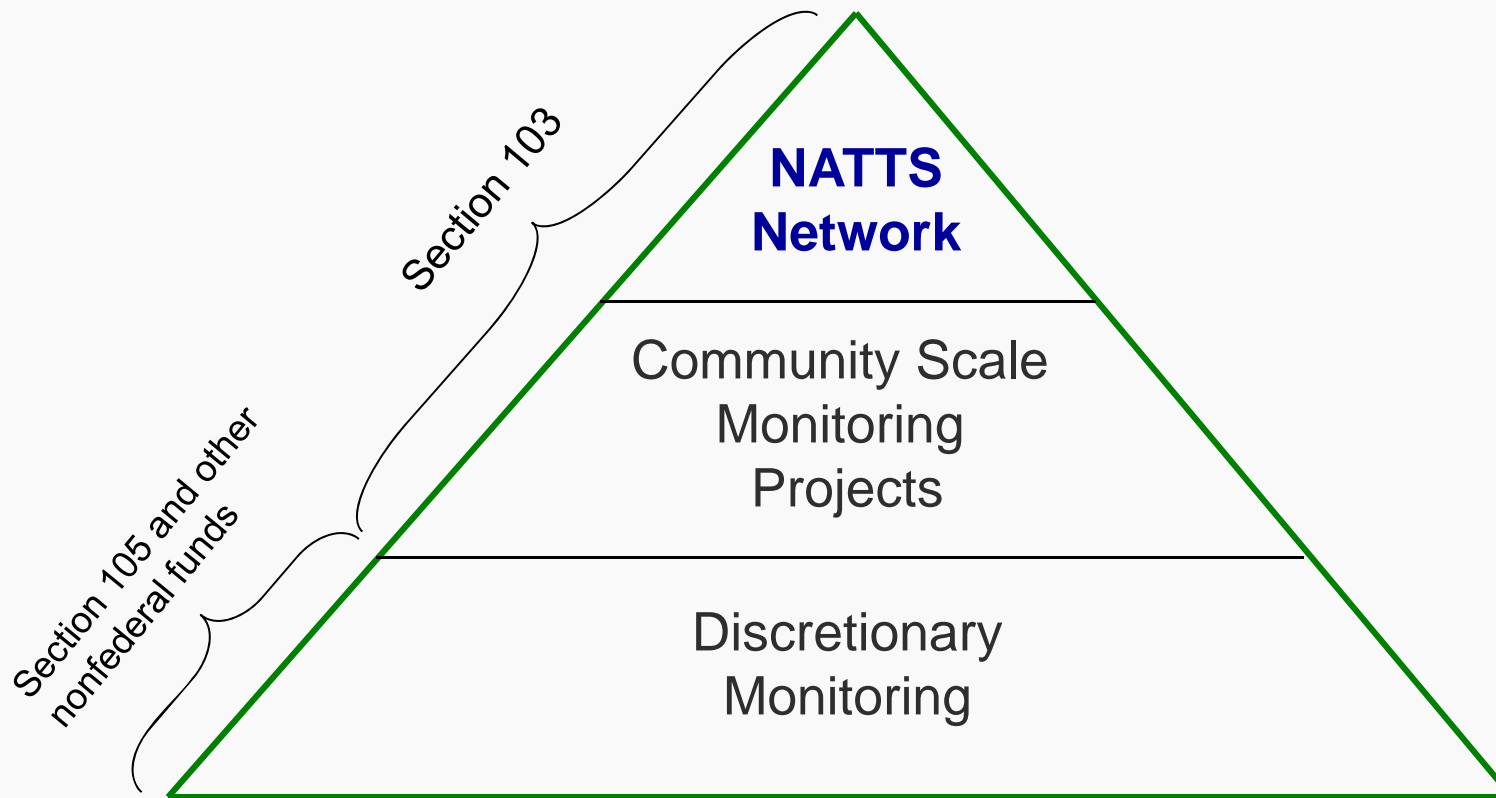 Section 103
NATTS
Network
Community Scale
Monitoring
Projects
Section 105 and other
nonfederal funds
Discretionary
Monitoring